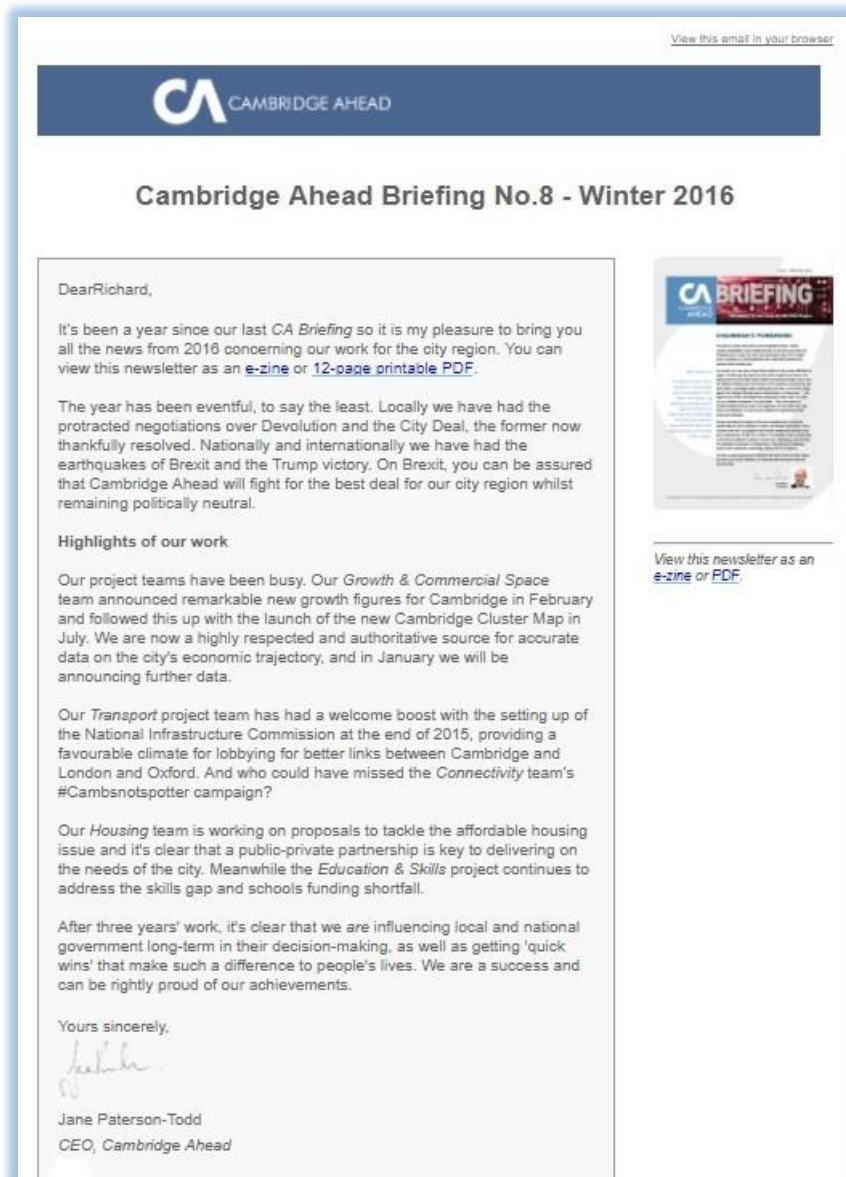 View this email in your browser
CA CAMBRIDGE AHEAD
Cambridge Ahead Briefing No.8 - Winter 2016
DearRichard,
It's been a year since our last CA Briefing so it is my pleasure to bring you
all the news from 2016 concerning our work for the city region. You can
view this newsletter as an e-zine or 12-page printable PDF.
The year has been eventful, to say the least. Locally we have had the
protracted negotiations over Devolution and the City Deal, the former now
thankfully resolved. Nationally and internationally we have had the
earthquakes of Brexit and the Trump victory. On Brexit, you can be assured
that Cambridge Ahead will fight for the best deal for our city region whilst
remaining politically neutral.
Highlights of our work
Our project teams have been busy. Our Growth & Commercial Space
team announced remarkable new growth figures for Cambridge in February
and followed this up with the launch of the new Cambridge Cluster Map in
July. We are now a highly respected and authoritative source for accurate
data on the city's economic trajectory, and in January we will be
announcing further data.
Our Transport project team has had a welcome boost with the setting up of
the National Infrastructure Commission at the end of 2015, providing a
favourable climate for lobbying for better links between Cambridge and
London and Oxford. And who could have missed the Connectivity team's
#Cambsnotspotter campaign?
Our Housing team is working on proposals to tackle the affordable housing
issue and it's clear that a public-private partnership is key to delivering on
the needs of the city. Meanwhile the Education & Skills project continues to
address the skills gap and schools funding shortfall.
After three years' work, it's clear that we are influencing local and national
government long-term in their decision-making, as well as getting 'quick
wins' that make such a difference to people's lives. We are a success and
can be rightly proud of our achievements.
Yours sincerely,
Jane Paterson-Todd
CEO, Cambridge Ahead
CA BRIEFING
CAMBRIDGE
AHEAD
CHAIRMAN'S FOREWORD
View this newsletter as an
e-zine or PDF.